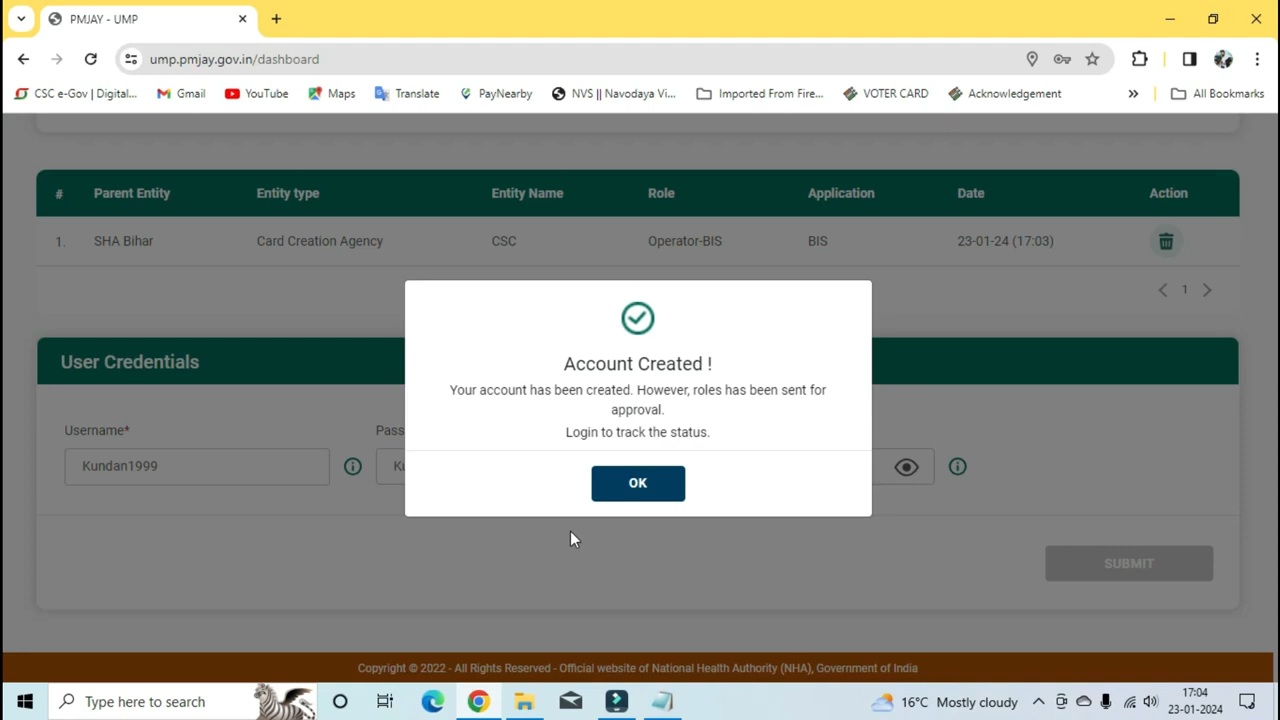 PMJAY - UMP
ump.pmjay.gov.in/dashboard
CSC e-Gov | Digital... Gmail YouTube Maps Translate PayNearby NVS || Navodaya Vi... Imported From Fire... VOTER CARD Acknowledgement » All Bookmarks
# Parent Entity Entity type Entity Name Role Application Date Action
1. SHA Bihar Card Creation Agency CSC Operator-BIS BIS 23-01-24 (17:03)
1
Account Created !
Your account has been created. However, roles has been sent for
approval.
Login to track the status.
OK
User Credentials
Username* Pass
Kundan1999 Ku
SUBMIT
Copyright © 2022 - All Rights Reserved - Official website of National Health Authority (NHA), Government of India
Type here to search
16°C Mostly cloudy
17:04
23-01-2024